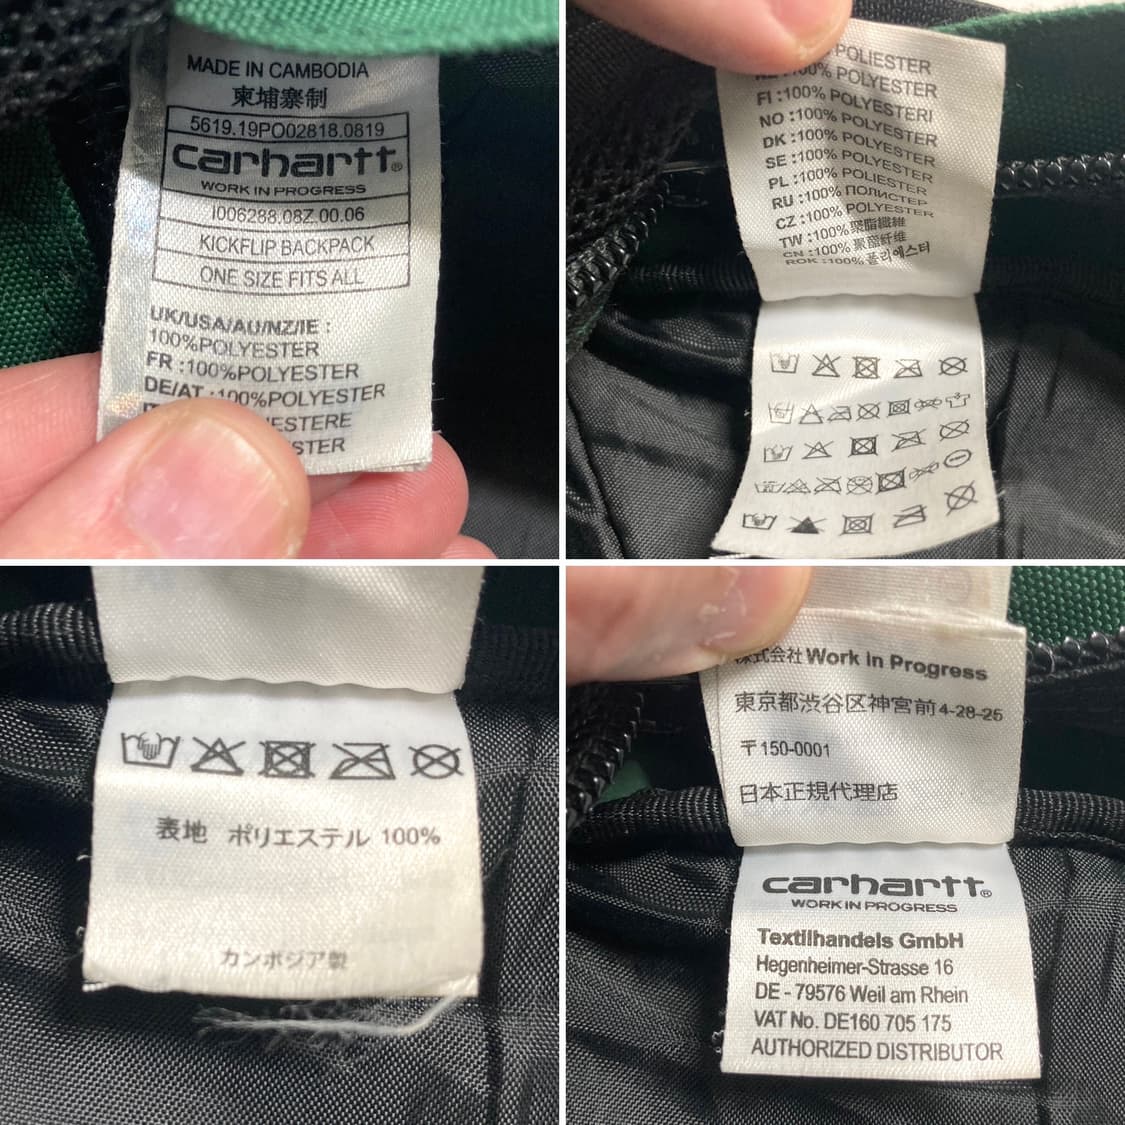 MADE IN CAMBODIA
柬埔寨制
5619.19PO02818.0819
carhartt®
WORK IN PROGRESS
I006288.08Z.00.06
KICKFLIP BACKPACK
ONE SIZE FITS ALL
UK/USA/AU/NZ/IE :
100%POLYESTER
FR :100%POLYESTER
DE/AT :100%POLYESTER
POLIESTER
:100% POLYESTER
FI :100% POLYESTERI
NO :100% POLYESTER
DK :100% POLYESTER
SE :100% POLYESTER
PL :100% POLIESTER
RU :100% ПОЛИСТЕР
CZ :100% POLYESTER
TW :100%聚脂纖維
CN :100%聚酯纤维
ROK :100%폴리에스터
表地 ポリエステル 100%
カンボジア製
株式会社 Work in Progress
東京都渋谷区神宮前4-28-25
〒150-0001
日本正規代理店
carhartt®
WORK IN PROGRESS
Textilhandels GmbH
Hegenheimer-Strasse 16
DE - 79576 Weil am Rhein
VAT No. DE160 705 175
AUTHORIZED DISTRIBUTOR